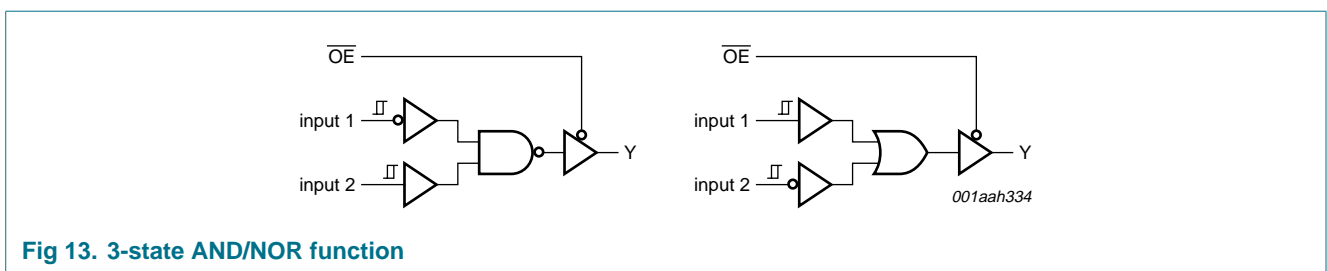 OE OE
input 1 input 1
Y Y
input 2 input 2
001aah334
Fig 13. 3-state AND/NOR function